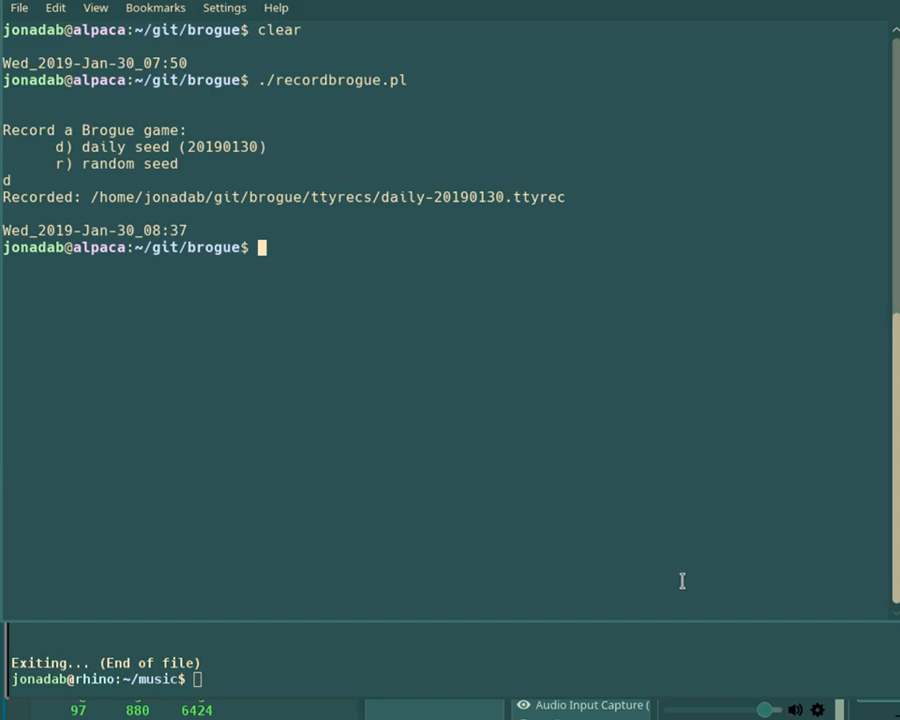 File Edit View Bookmarks Settings Help
jonadab@alpaca:~/git/brogue$ clear
Wed_2019-Jan-30_07:50
jonadab@alpaca:~/git/brogue$ ./recordbrogue.pl
Record a Brogue game:
d) daily seed (20190130)
r) random seed
d
Recorded: /home/jonadab/git/brogue/ttyrecs/daily-20190130.ttyrec
Wed_2019-Jan-30_08:37
jonadab@alpaca:~/git/brogue$
Exiting... (End of file)
jonadab@rhino:~/music$
97 880 6424
Audio Input Capture (